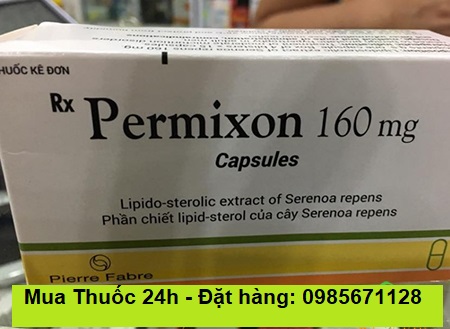 THUỐC KÊ ĐƠN
Rx Permixon 160 mg
Capsules
Lipido-sterolic extract of Serenoa repens
Phần chiết lipid-sterol của cây Serenoa repens
Pierre Fabre
Mua Thuốc 24h - Đặt hàng: 0985671128